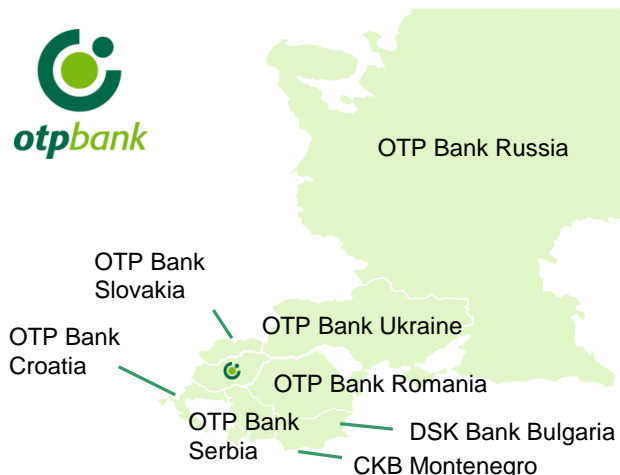 otpbank
OTP Bank Russia
OTP Bank
Slovakia
OTP Bank Ukraine
OTP Bank
Croatia
OTP Bank Romania
OTP Bank
Serbia
DSK Bank Bulgaria
CKB Montenegro